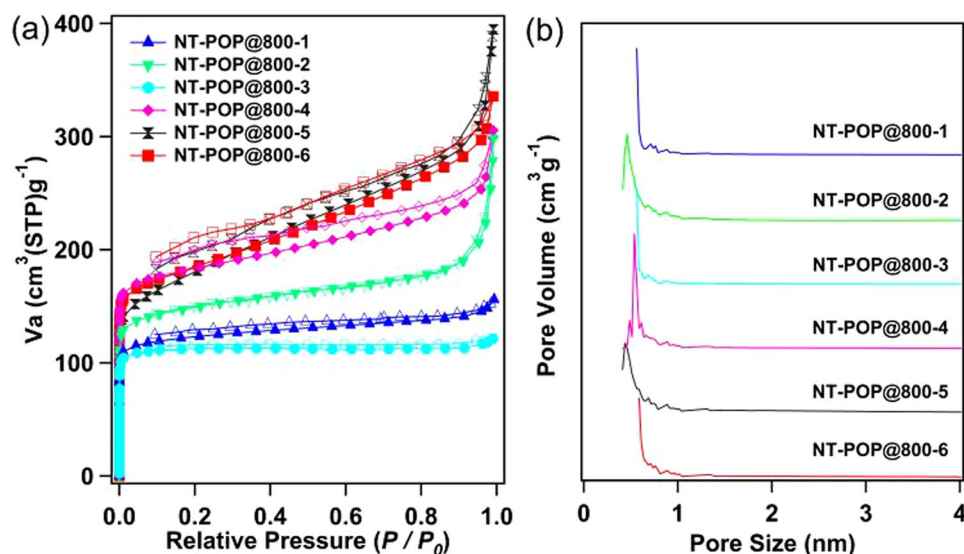 (a)
400
300
200
100
0
Va (cm³(STP)g⁻¹
NT-POP@800-1
NT-POP@800-2
NT-POP@800-3
NT-POP@800-4
NT-POP@800-5
NT-POP@800-6
0.0 0.2 0.4 0.6 0.8 1.0
Relative Pressure (P / P₀)
(b)
Pore Volume (cm³g⁻¹)
NT-POP@800-1
NT-POP@800-2
NT-POP@800-3
NT-POP@800-4
NT-POP@800-5
NT-POP@800-6
0 1 2 3 4
Pore Size (nm)